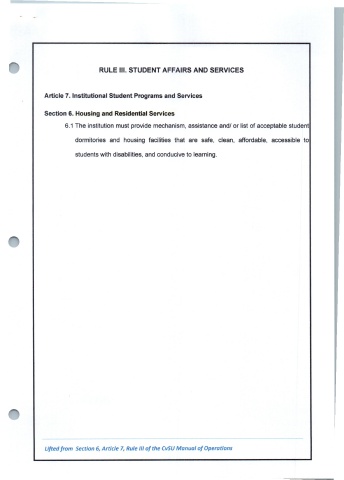 RULE III. STUDENT AFFAIRS AND SERVICES
Article 7. Institutional Student Programs and Services
Section 6. Housing and Residential Services
6.1 The institution must provide mechanism, assistance and/ or list of acceptable student
dormitories and housing facilities that are safe, clean, affordable, accessible to
students with disabilities, and conducive to learning.
Lifted from Section 6, Article 7, Rule III of the CvSU Manual of Operations